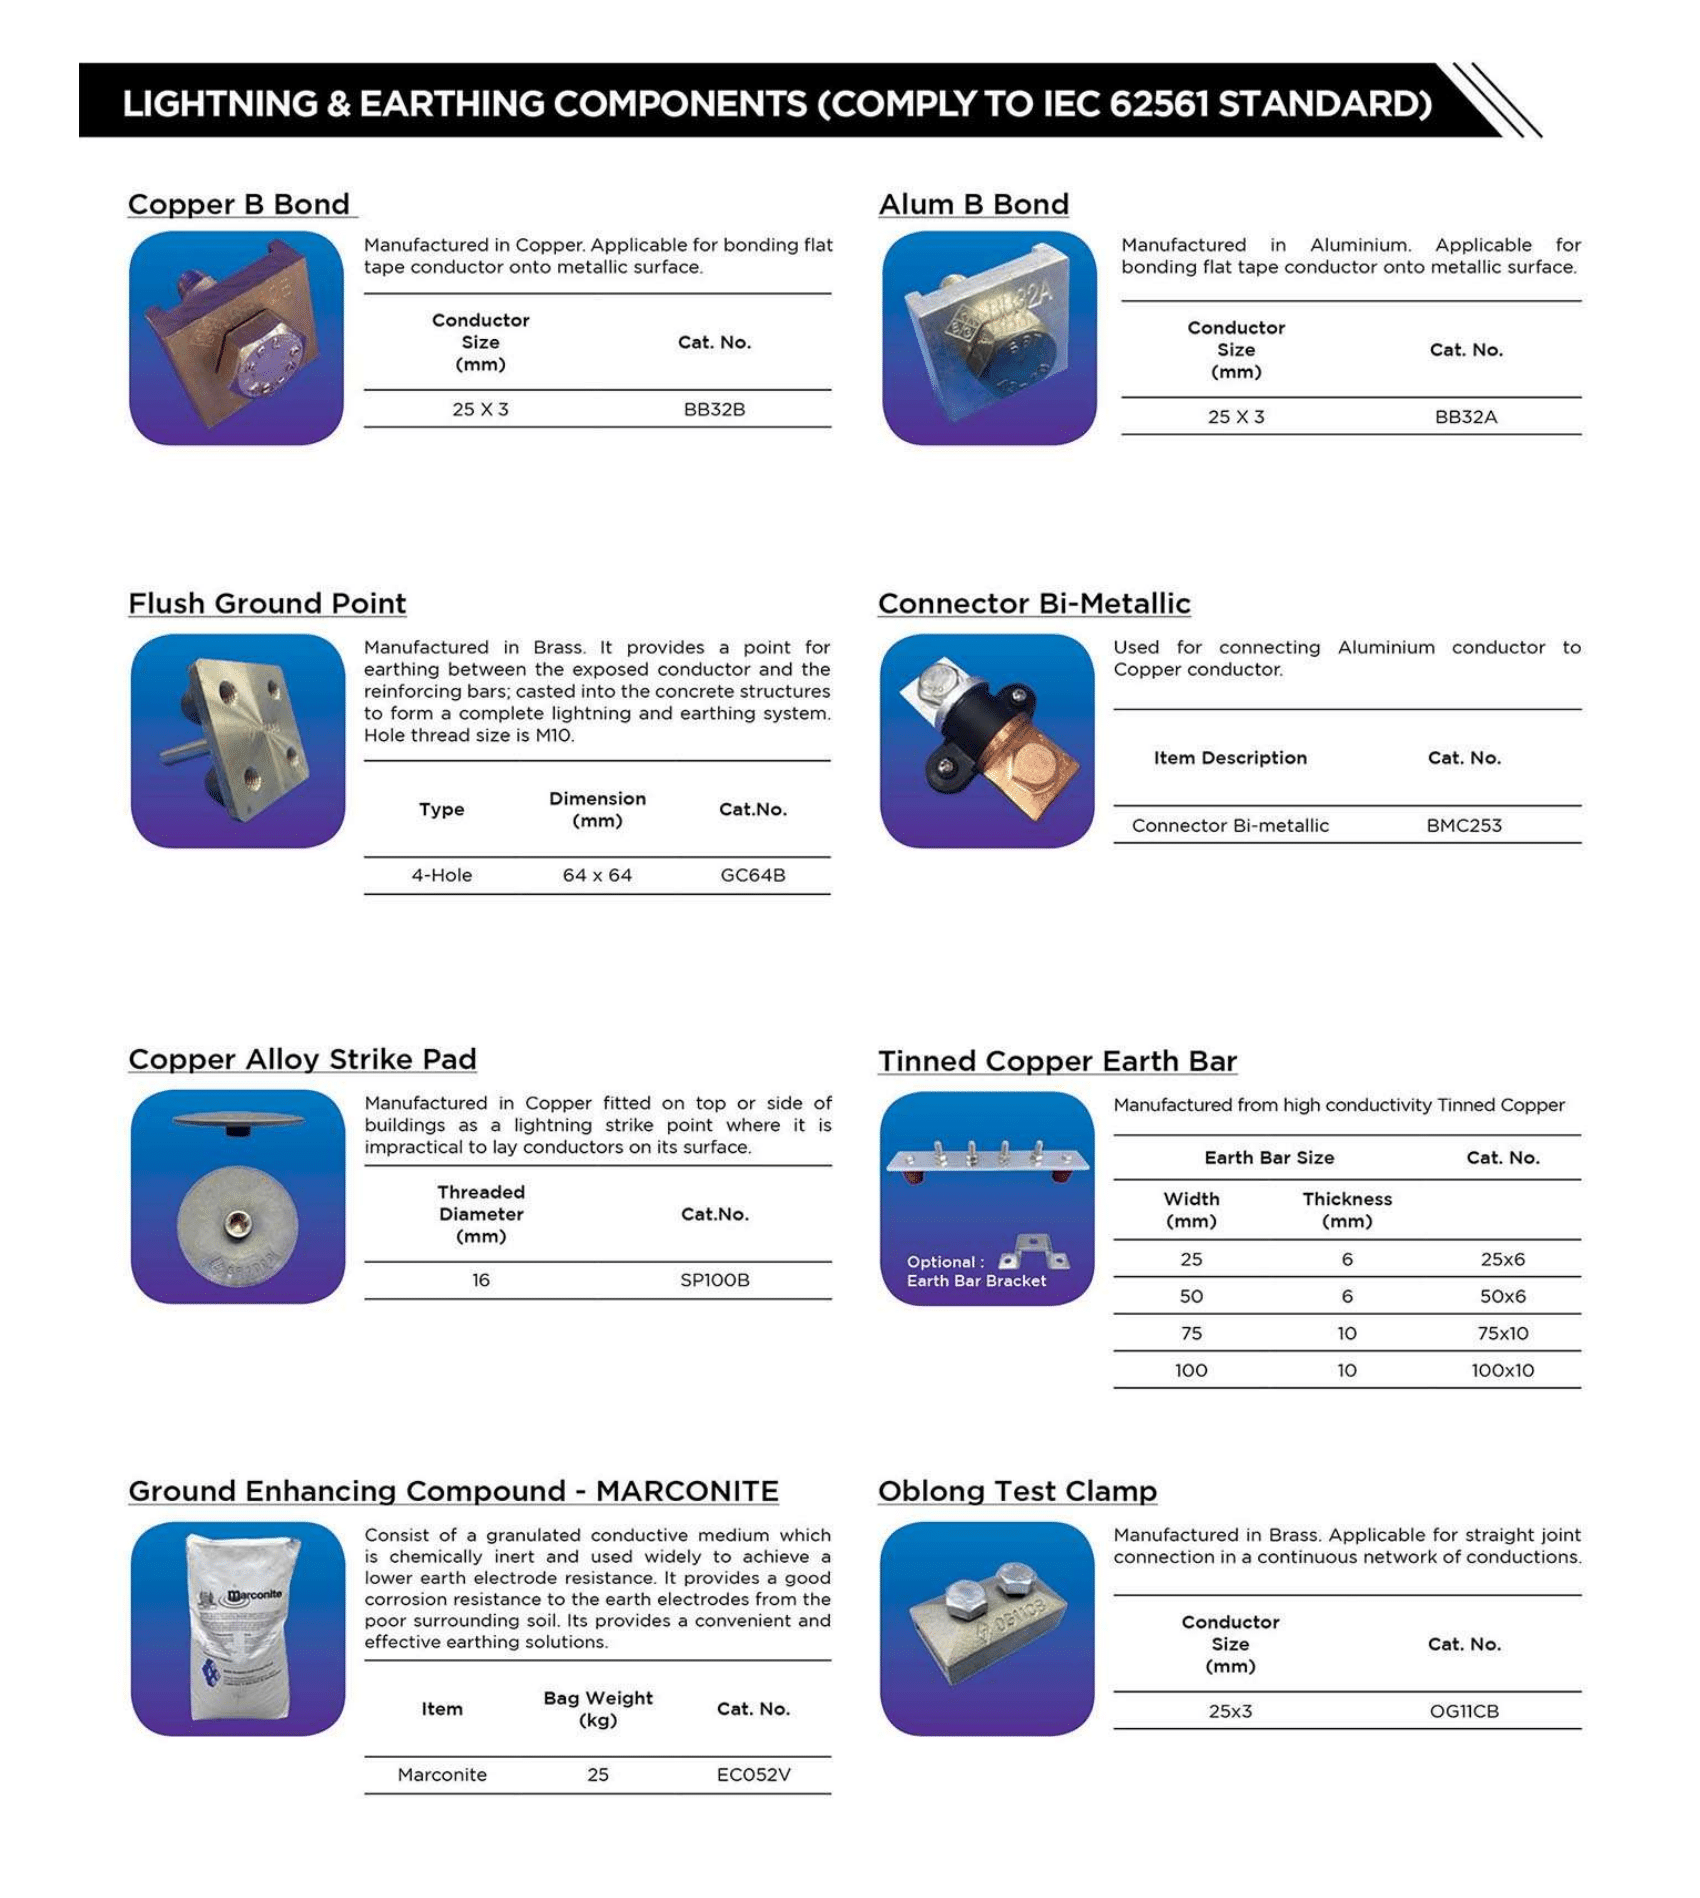 LIGHTNING & EARTHING COMPONENTS (COMPLY TO IEC 62561 STANDARD)
Copper B Bond
Manufactured in Copper. Applicable for bonding flat
tape conductor onto metallic surface.
Conductor
Size
(mm)
Cat. No.
25 X 3
BB32B
Alum B Bond
BB32A
Manufactured in Aluminium. Applicable for
bonding flat tape conductor onto metallic surface.
Conductor
Size
(mm)
Cat. No.
25 X 3
BB32A
Flush Ground Point
Manufactured in Brass. It provides a point for
earthing between the exposed conductor and the
reinforcing bars; casted into the concrete structures
to form a complete lightning and earthing system.
Hole thread size is M10.
Type
Dimension
(mm)
Cat.No.
4-Hole
64 x 64
GC64B
Connector Bi-Metallic
Used for connecting Aluminium conductor to
Copper conductor.
Item Description
Cat. No.
Connector Bi-metallic
BMC253
Copper Alloy Strike Pad
Manufactured in Copper fitted on top or side of
buildings as a lightning strike point where it is
impractical to lay conductors on its surface.
Threaded
Diameter
(mm)
Cat.No.
16
SP100B
Tinned Copper Earth Bar
Optional :
Earth Bar Bracket
Manufactured from high conductivity Tinned Copper
Earth Bar Size
Cat. No.
Width
(mm)
Thickness
(mm)
25 6 25x6
50 6 50x6
75 10 75x10
100 10 100x10
Ground Enhancing Compound - MARCONITE
marconite
Consist of a granulated conductive medium which
is chemically inert and used widely to achieve a
lower earth electrode resistance. It provides a good
corrosion resistance to the earth electrodes from the
poor surrounding soil. Its provides a convenient and
effective earthing solutions.
Item
Bag Weight
(kg)
Cat. No.
Marconite
25
EC052V
Oblong Test Clamp
OG11CB
Manufactured in Brass. Applicable for straight joint
connection in a continuous network of conductions.
Conductor
Size
(mm)
Cat. No.
25x3
OG11CB